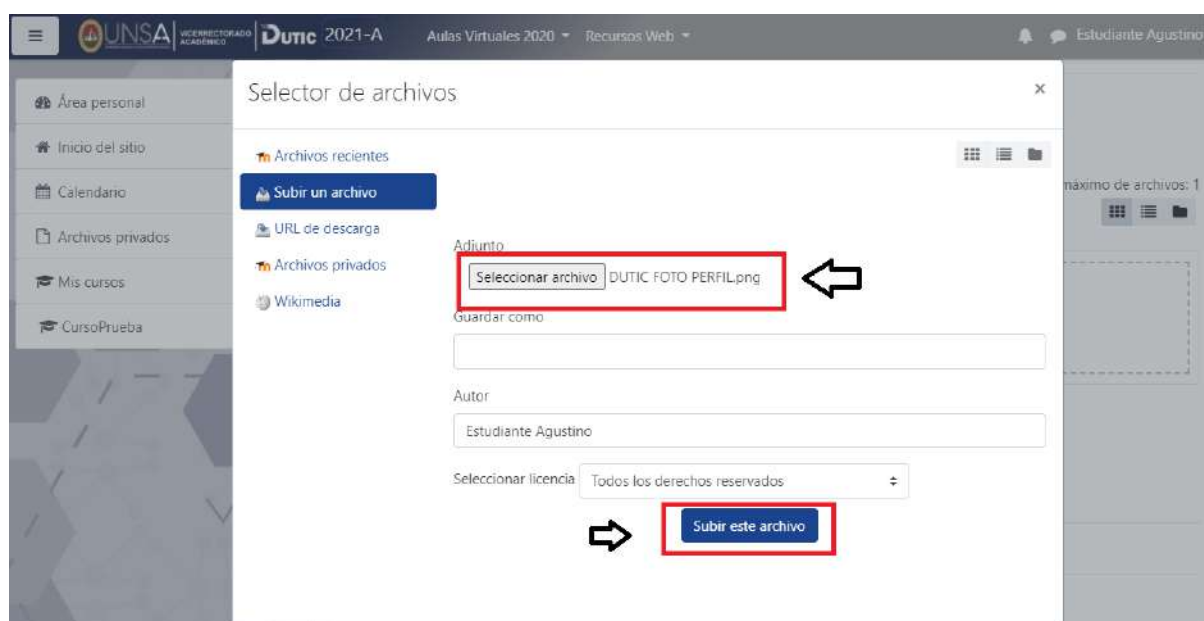 UNSA VICERRECTORADO ACADÉMICO DUTIC 2021-A Aulas Virtuales 2020 Recursos Web Estudiante Agustino
Selector de archivos ×
Área personal
Inicio del sitio
Calendario
Archivos privados
Mis cursos
CursoPrueba
Archivos recientes
Subir un archivo
URL de descarga
Archivos privados
Wikimedia
máximo de archivos: 1
Adjunto
Seleccionar archivo DUTIC FOTO PERFIL.png
Guardar como
Autor
Estudiante Agustino
Seleccionar licencia Todos los derechos reservados
Subir este archivo